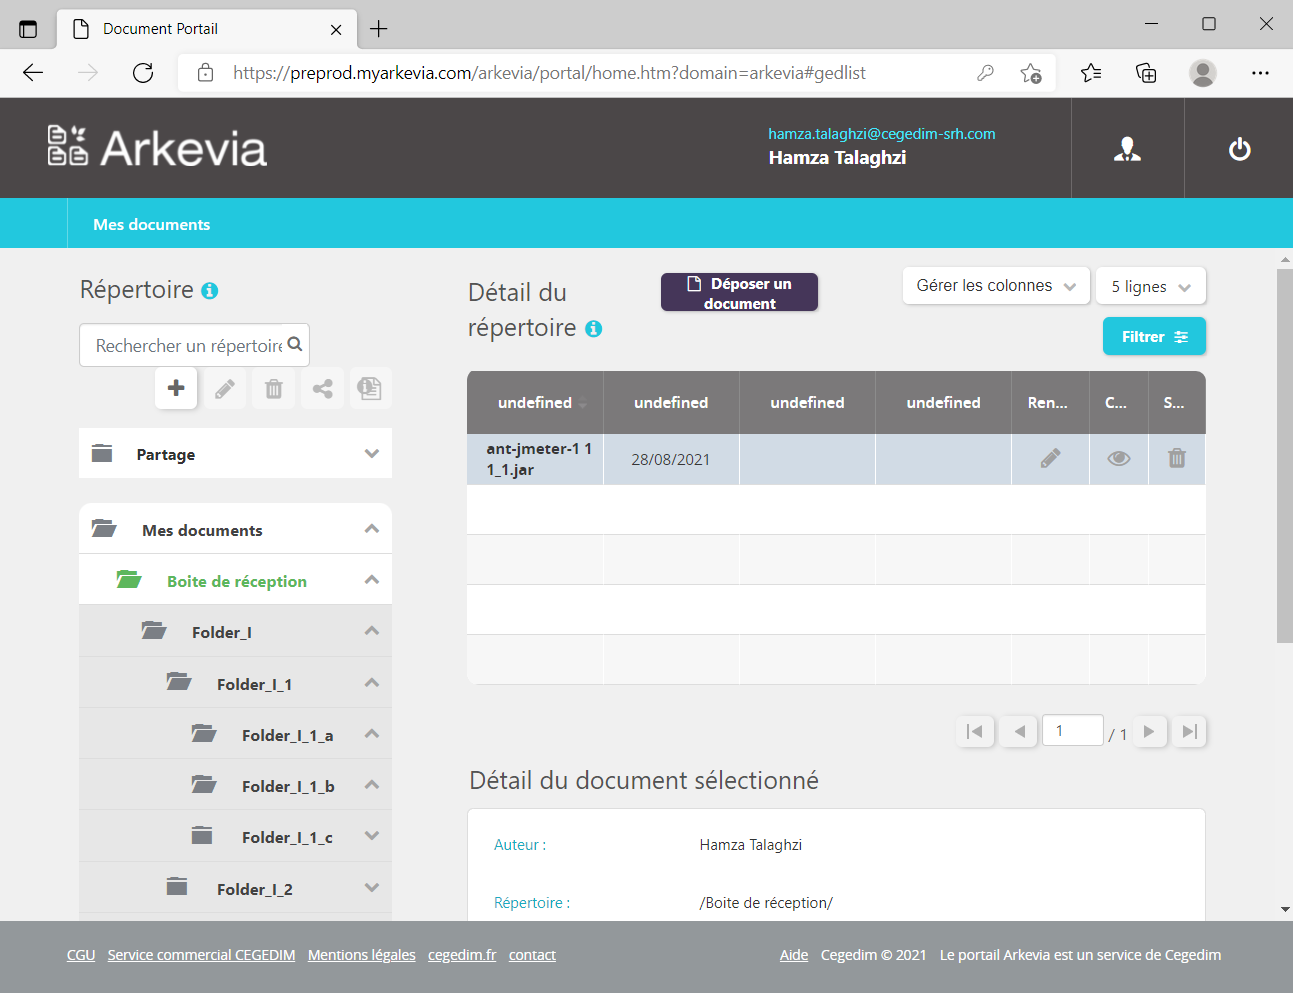 Document Portail
https://preprod.myarkevia.com/arkevia/portal/home.htm?domain=arkevia#gedlist
Arkevia
hamza.talaghzi@cegedim-srh.com
Hamza Talaghzi
Mes documents
Répertoire
Rechercher un répertoire
Partage
Mes documents
Boite de réception
Folder_I
Folder_I_1
Folder_I_1_a
Folder_I_1_b
Folder_I_1_c
Folder_I_2
Détail du
répertoire
Déposer un
document
Gérer les colonnes
5 lignes
Filtrer
undefined undefined undefined undefined Ren... C... S...
ant-jmeter-1 1
1_1.jar
28/08/2021
1 / 1
Détail du document sélectionné
Auteur : Hamza Talaghzi
Répertoire : /Boite de réception/
CGU Service commercial CEGEDIM Mentions légales cegedim.fr contact
Aide Cegedim © 2021 Le portail Arkevia est un service de Cegedim